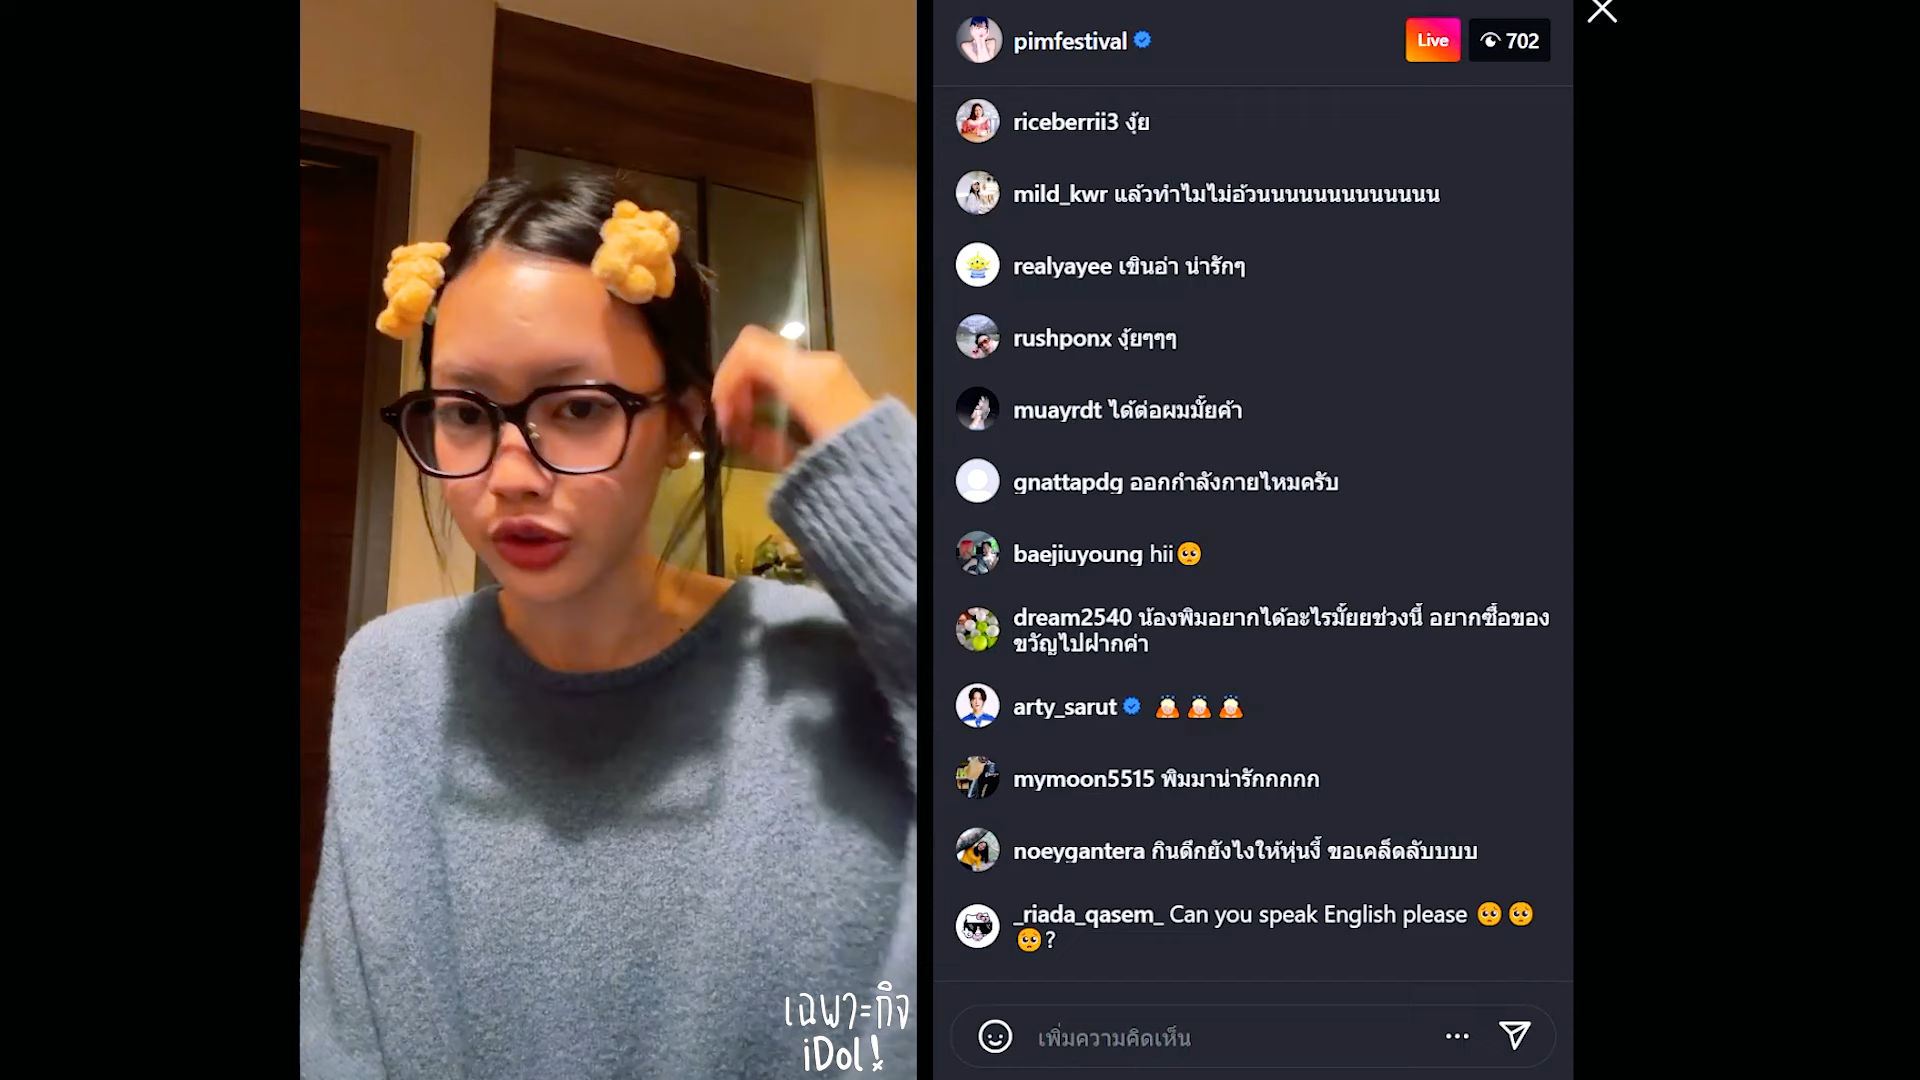 pimfestival
Live
702
riceberrii3 งุ้ย
mild_kwr แล้วทำไมไม่อ้วนนนนนนนนนนนนน
realyayee เขินอ่า น่ารักๆ
rushponx งุ้ยๆๆๆ
muayrdt ได้ต่อผมมั้ยค้า
gnattapdg ออกกำลังกายไหมครับ
baejiuyoung hii🥺
dream2540 น้องพิมอยากได้อะไรมั้ยยช่วงนี้ อยากซื้อของ
ขวัญไปฝากค่า
arty_sarut 🙇🏻🙇🏻🙇🏻
mymoon5515 พิมมาน่ารักกกกก
noeygantera กินดึกยังไงให้หุ่นงี้ ขอเคล็ดลับบบบ
_riada_qasem_ Can you speak English please 🥺🥺
🥺?
เพิ่มความคิดเห็น
เฉพาะกิจ
iDol!